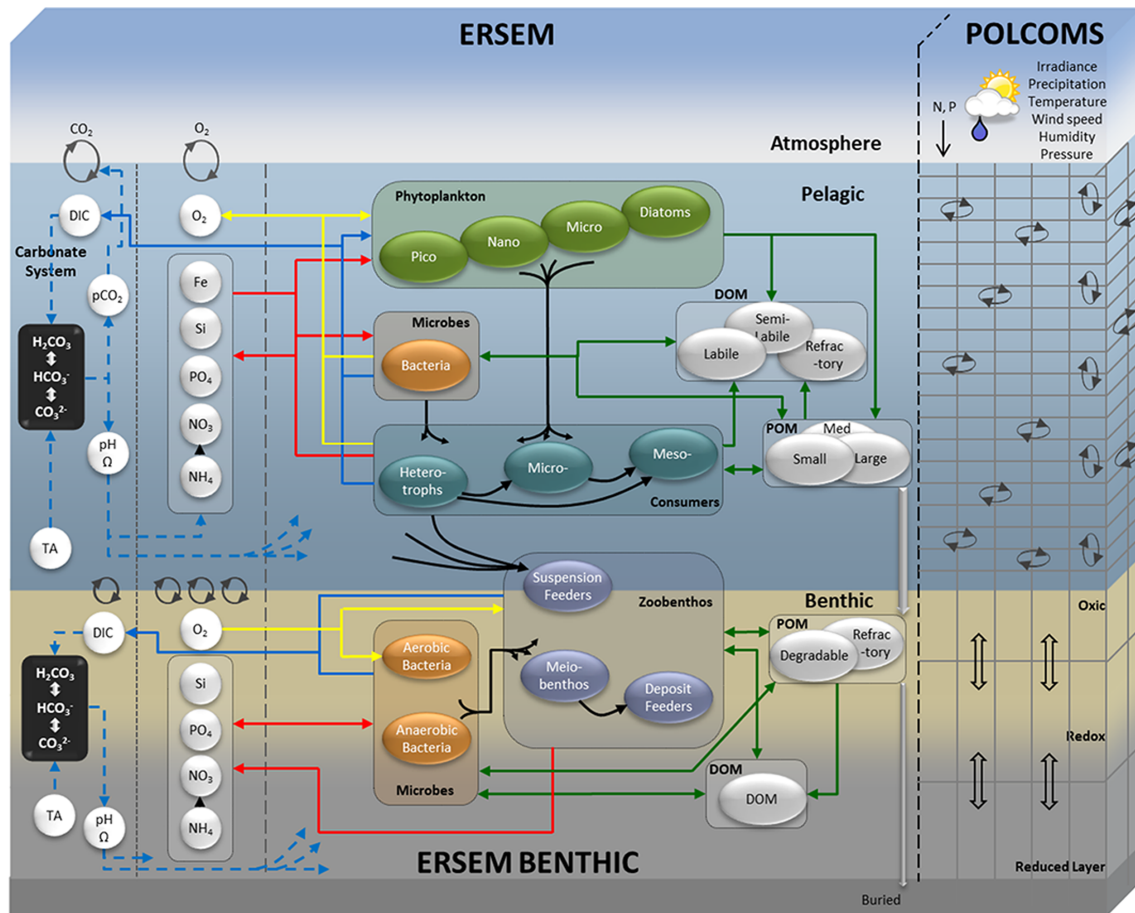 ERSEM
POLCOMS
Irradiance
Precipitation
Temperature
Wind speed
Humidity
Pressure
N, P
Atmosphere
CO₂
O₂
Pelagic
Phytoplankton
Pico
Nano
Micro
Diatoms
DIC
O₂
Carbonate
System
pCO₂
H₂CO₃
HCO₃⁻
CO₃²⁻
pH
Ω
TA
Fe
Si
PO₄
NO₃
NH₄
Microbes
Bacteria
DOM
Labile
Semi-
Labile
Refrac
-tory
POM
Small
Med
Large
Hetero-
trophs
Micro-
Meso-
Consumers
Suspension
Feeders
Zoobenthos
Benthic
Oxic
DIC
O₂
H₂CO₃
HCO₃⁻
CO₃²⁻
TA
pH
Ω
Si
PO₄
NO₃
NH₄
Aerobic
Bacteria
Anaerobic
Bacteria
Microbes
Meio-
benthos
Deposit
Feeders
POM
Degradable
Refrac
-tory
DOM
DOM
Redox
Reduced Layer
ERSEM BENTHIC
Buried